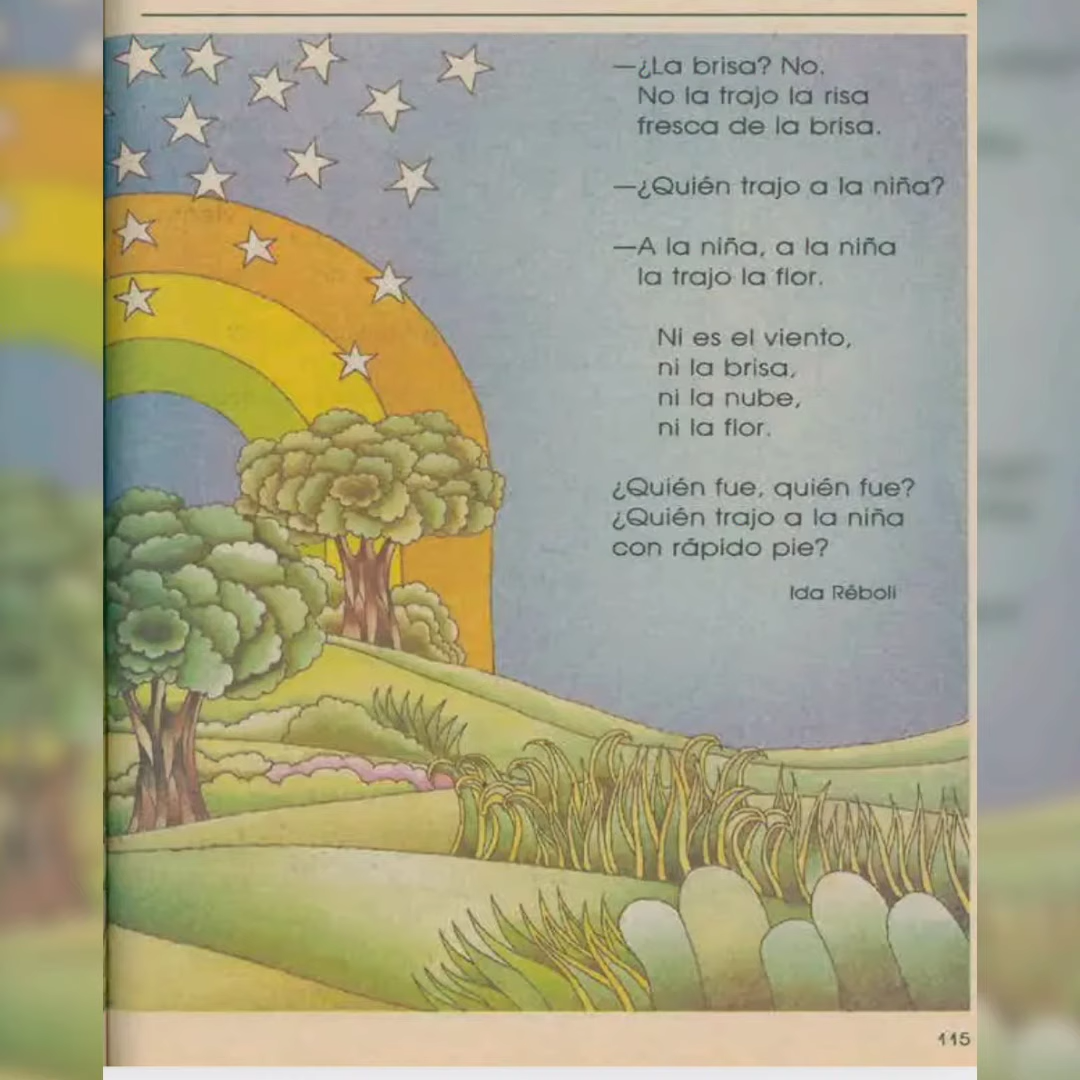 —¿La brisa? No.
No la trajo la risa
fresca de la brisa.
—¿Quién trajo a la niña?
—A la niña, a la niña
la trajo la flor.
Ni es el viento,
ni la brisa,
ni la nube,
ni la flor.
¿Quién fue, quién fue?
¿Quién trajo a la niña
con rápido pie?
Ida Réboli
115